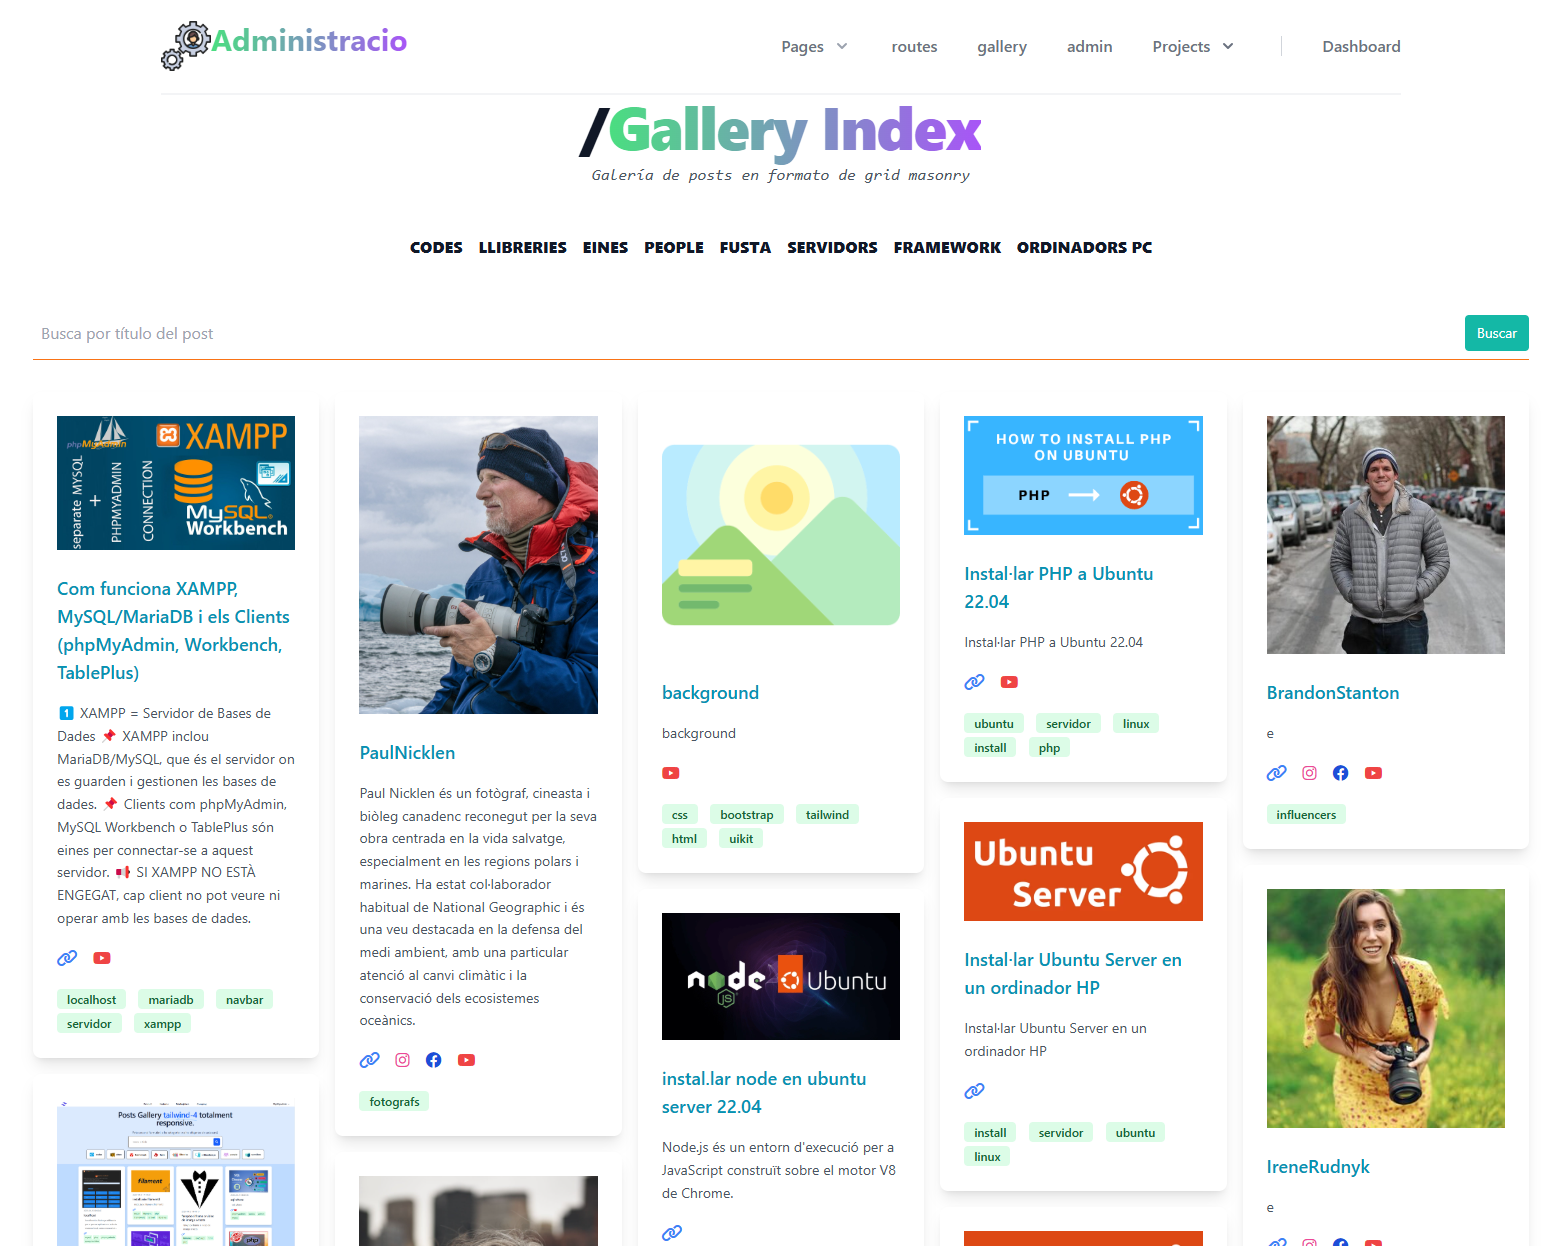 Administracio
Pages
routes
gallery
admin
Projects
Dashboard
/Gallery Index
Galería de posts en formato de grid masonry
CODES LLIBRERIES EINES PEOPLE FUSTA SERVIDORS FRAMEWORK ORDINADORS PC
Busca por título del post
Buscar
phpMyAdmin
XAMPP
separate MYSQL
+
PHPMYADMIN
CONNECTION
MySQL
Workbench
Com funciona XAMPP,
MySQL/MariaDB i els Clients
(phpMyAdmin, Workbench,
TablePlus)
1 XAMPP = Servidor de Bases de
Dades 📌 XAMPP inclou
MariaDB/MySQL, que és el servidor on
es guarden i gestionen les bases de
dades. 📌 Clients com phpMyAdmin,
MySQL Workbench o TablePlus són
eines per connectar-se a aquest
servidor. 📢 SI XAMPP NO ESTÀ
ENGEGAT, cap client no pot veure ni
operar amb les bases de dades.
localhost mariadb navbar
servidor xampp
Posts Gallery tailwind-4 totalment
responsive.
filament
php
PaulNicklen
Paul Nicklen és un fotògraf, cineasta i
biòleg canadenc reconegut per la seva
obra centrada en la vida salvatge,
especialment en les regions polars i
marines. Ha estat col·laborador
habitual de National Geographic i és
una veu destacada en la defensa del
medi ambient, amb una particular
atenció al canvi climàtic i la
conservació dels ecosistemes
oceànics.
fotografs
background
background
css bootstrap tailwind
html uikit
node
JS
Ubuntu
instal.lar node en ubuntu
server 22.04
Node.js és un entorn d'execució per a
JavaScript construït sobre el motor V8
de Chrome.
HOW TO INSTALL PHP
ON UBUNTU
PHP
Instal·lar PHP a Ubuntu
22.04
Instal·lar PHP a Ubuntu 22.04
ubuntu servidor linux
install php
Ubuntu
Server
Instal·lar Ubuntu Server en
un ordinador HP
Instal·lar Ubuntu Server en un
ordinador HP
install servidor ubuntu
linux
BrandonStanton
e
influencers
IreneRudnyk
e